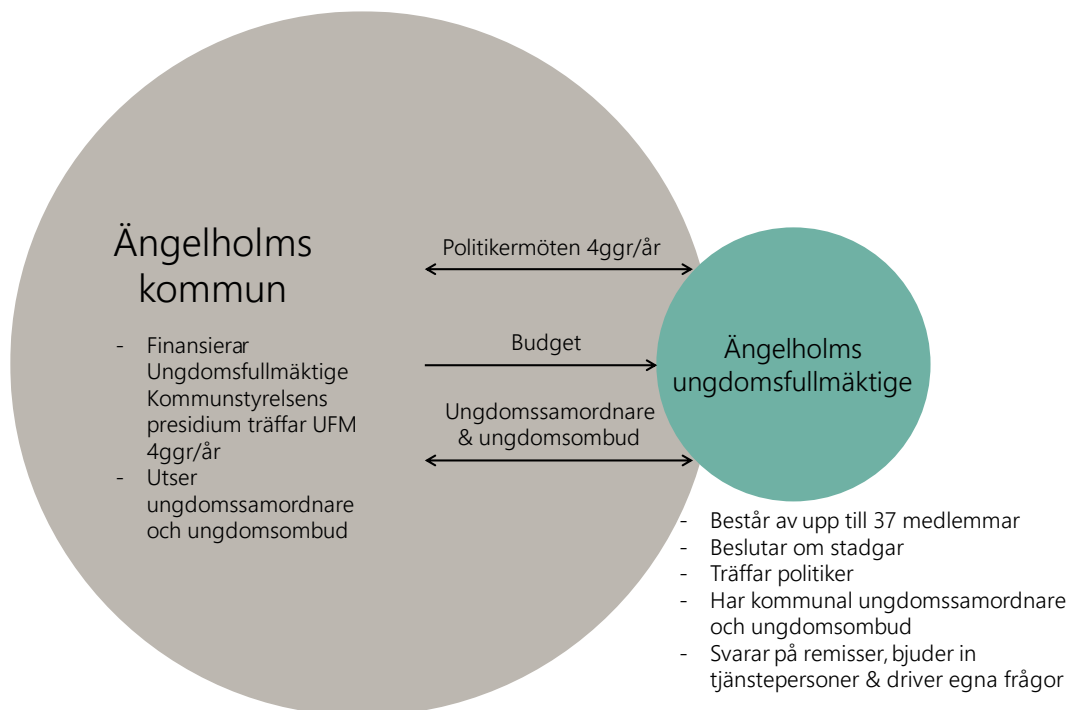 Ängelholms
kommun
- Finansierar
Ungdomsfullmäktige
Kommunstyrelsens
presidium träffar UFM
4ggr/år
- Utser
ungdomssamordnare
och ungdomsombud
Politikermöten 4ggr/år
Budget
Ungdomssamordnare
& ungdomsombud
Ängelholms
ungdomsfullmäktige
- Består av upp till 37 medlemmar
- Beslutar om stadgar
- Träffar politiker
- Har kommunal ungdomssamordnare
och ungdomsombud
- Svarar på remisser, bjuder in
tjänstepersoner & driver egna frågor